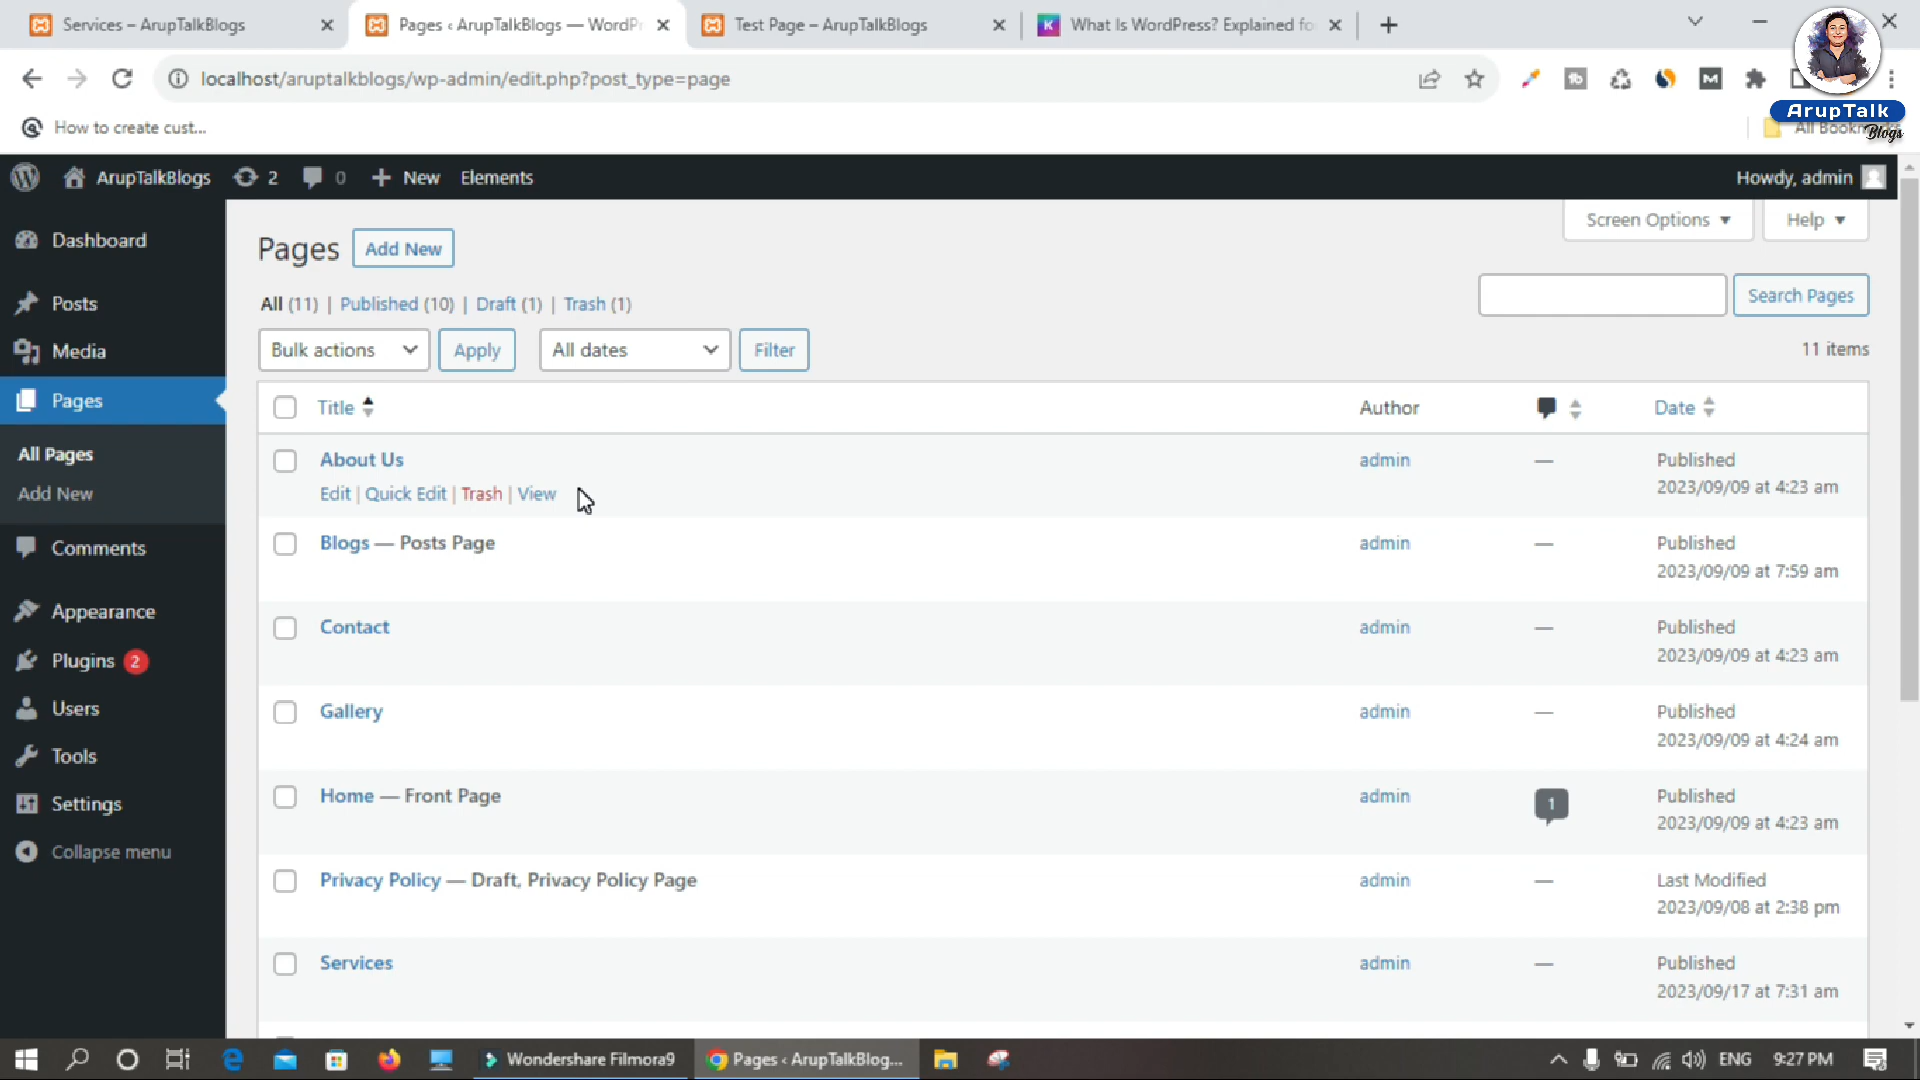 Services – ArupTalkBlogs
Pages ‹ ArupTalkBlogs — WordPr
Test Page – ArupTalkBlogs
K
What Is WordPress? Explained fo
localhost/aruptalkblogs/wp-admin/edit.php?post_type=page
How to create cust...
All Bookmarks
ArupTalk
Blogs
ArupTalkBlogs
2
0
New
Elements
Howdy, admin
Screen Options
Help
Dashboard
Posts
Media
Pages
All Pages
Add New
Comments
Appearance
Plugins 2
Users
Tools
Settings
Collapse menu
Pages
Add New
All (11) | Published (10) | Draft (1) | Trash (1)
Search Pages
Bulk actions
Apply
All dates
Filter
11 items
Title
Author
Date
About Us
admin
—
Published
2023/09/09 at 4:23 am
Edit | Quick Edit | Trash | View
Blogs — Posts Page
admin
—
Published
2023/09/09 at 7:59 am
Contact
admin
—
Published
2023/09/09 at 4:23 am
Gallery
admin
—
Published
2023/09/09 at 4:24 am
Home — Front Page
admin
1
Published
2023/09/09 at 4:23 am
Privacy Policy — Draft, Privacy Policy Page
admin
—
Last Modified
2023/09/08 at 2:38 pm
Services
admin
—
Published
2023/09/17 at 7:31 am
Wondershare Filmora9
Pages ‹ ArupTalkBlog...
ENG
9:27 PM